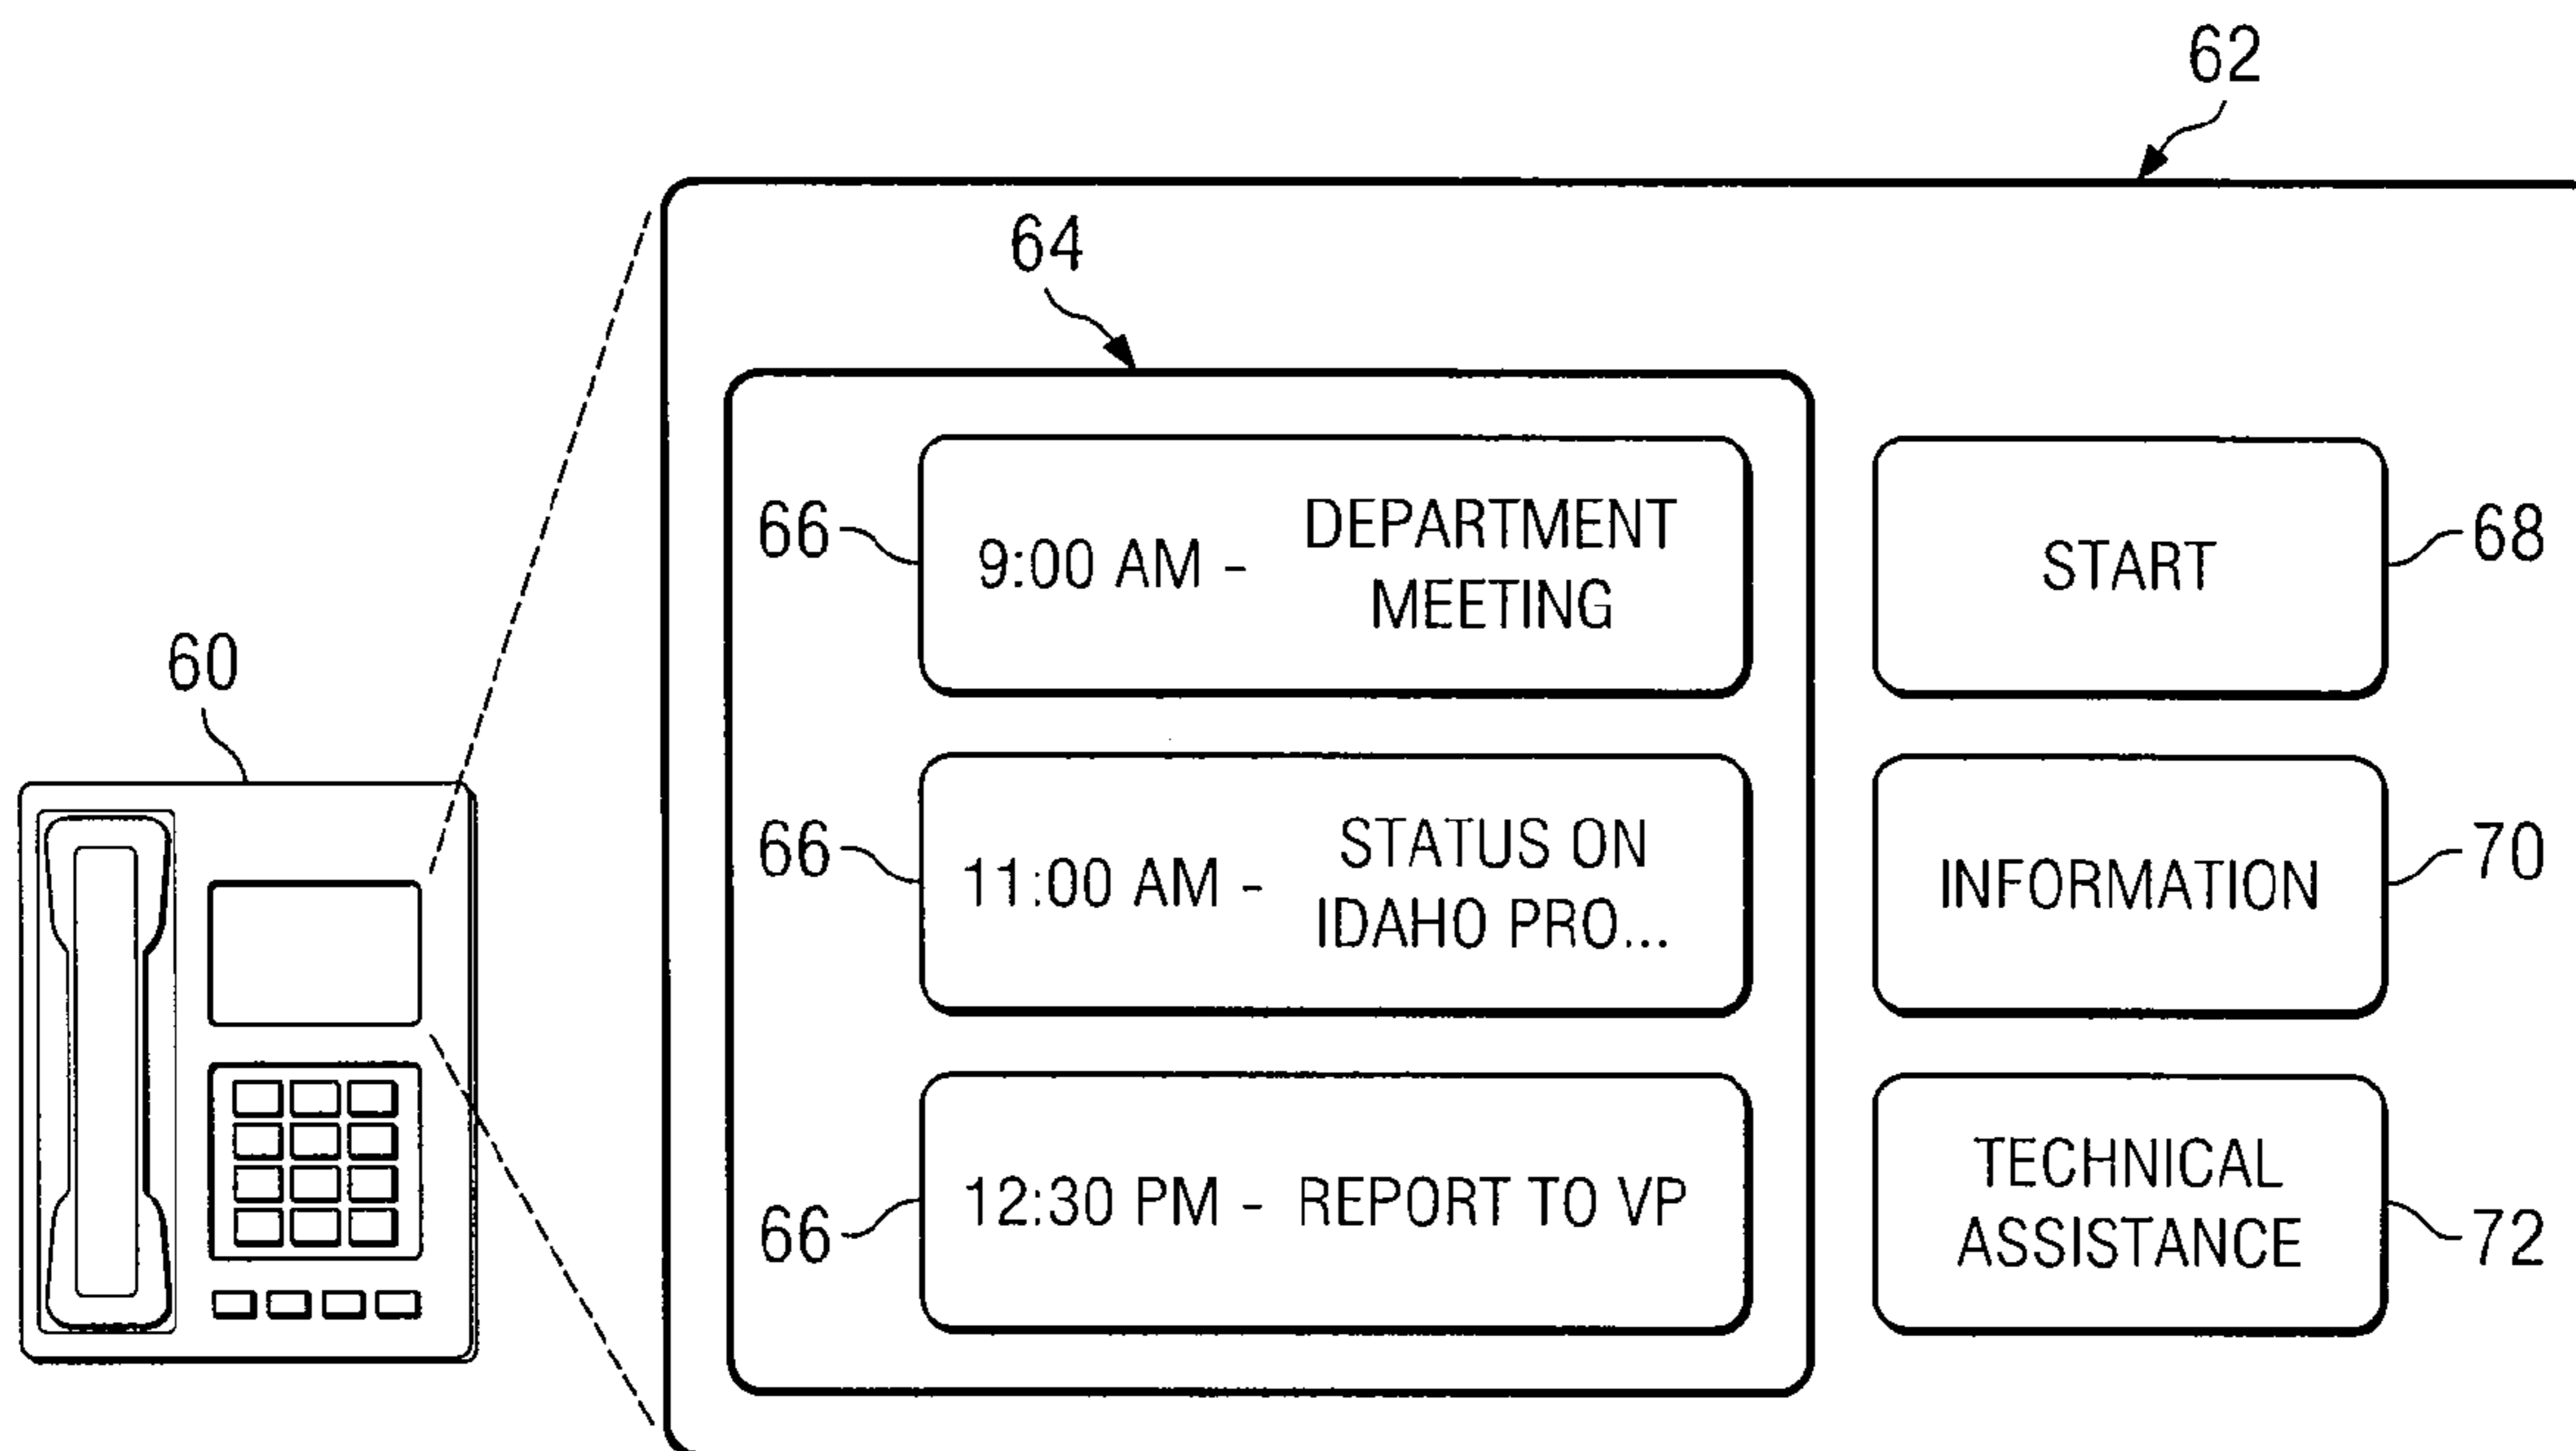 62
64
66
9:00 AM -
DEPARTMENT
MEETING
START
68
60
66
11:00 AM -
STATUS ON
IDAHO PRO...
INFORMATION
70
66
12:30 PM - REPORT TO VP
TECHNICAL
ASSISTANCE
72